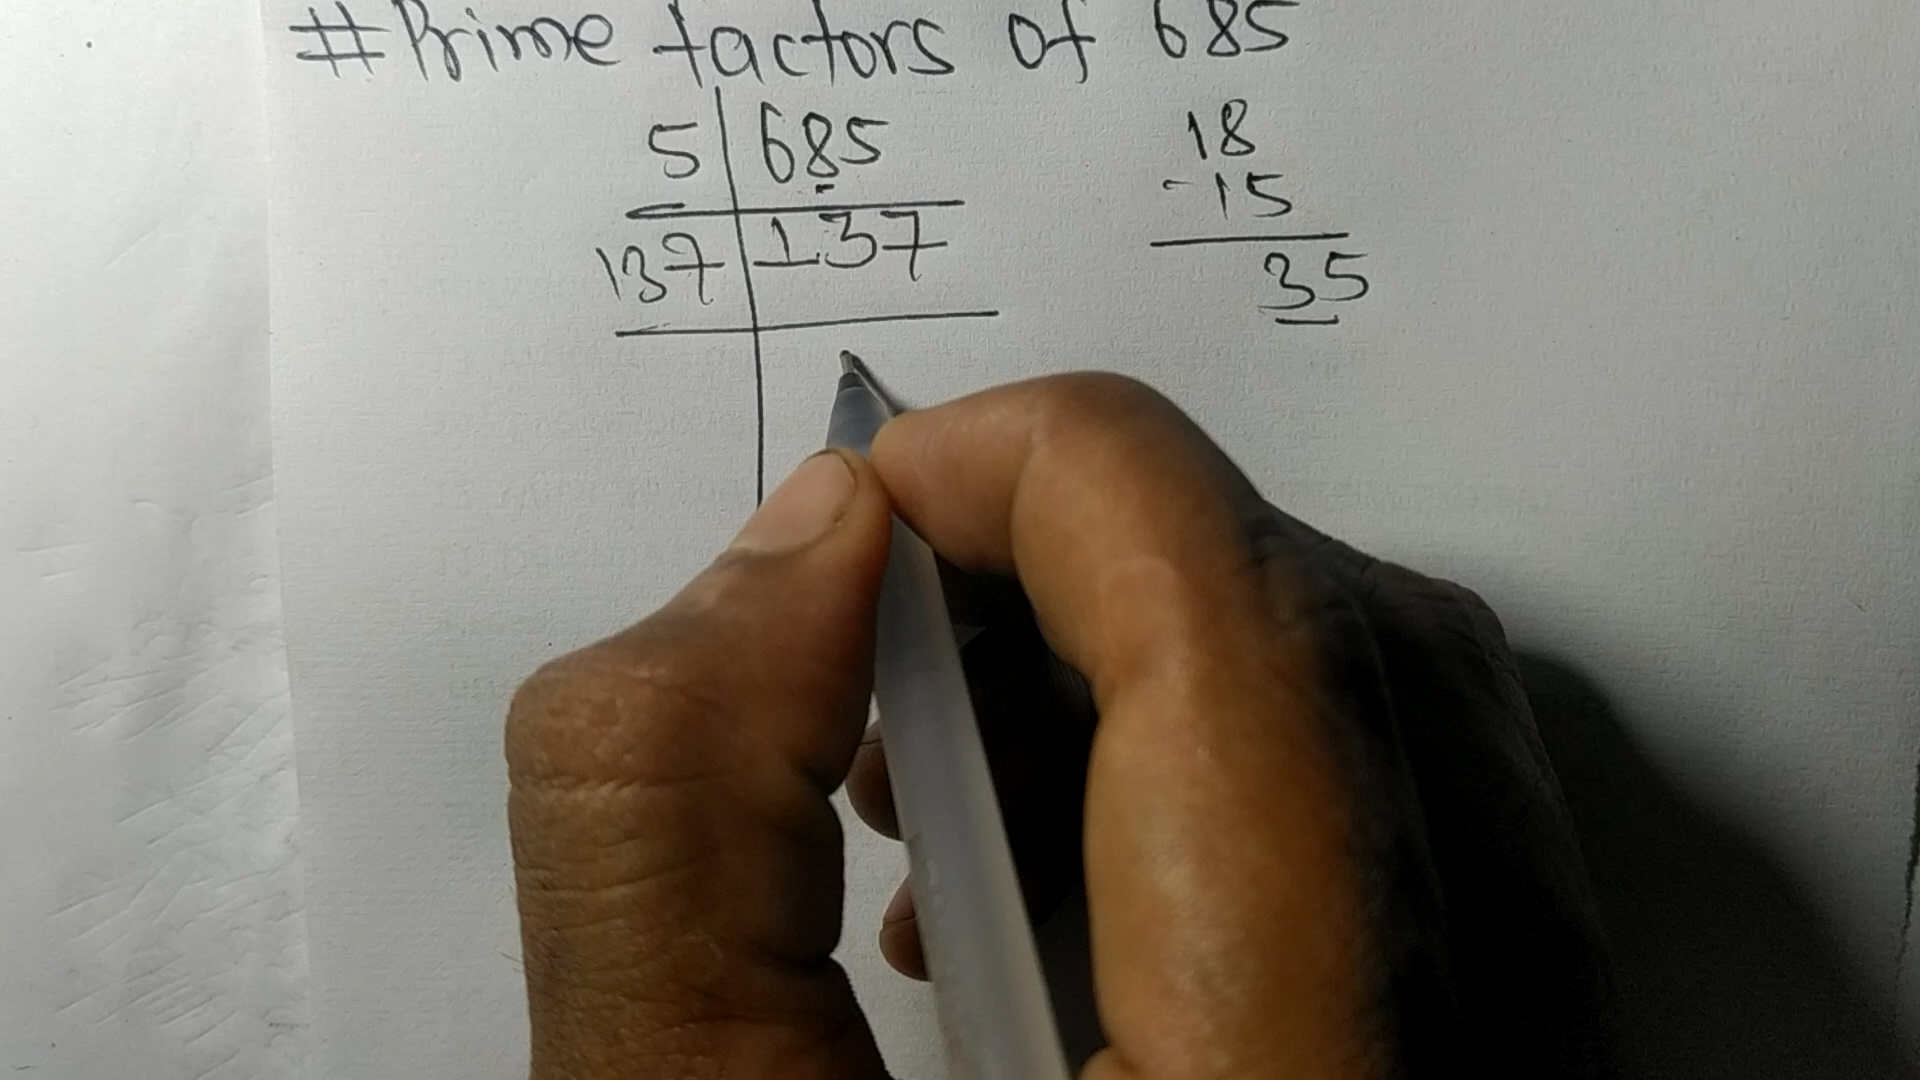 #Prime factors of 685
5 | 685
137 | 137
18
-15
35